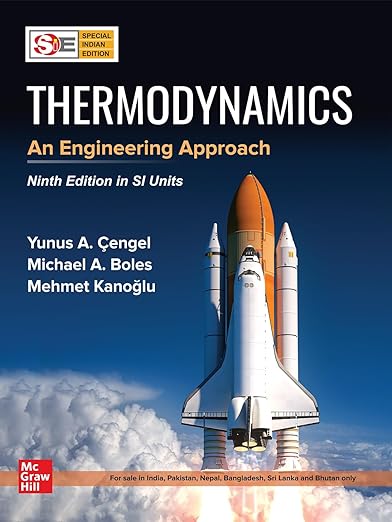 SIE
SPECIAL
INDIAN
EDITION
THERMODYNAMICS
An Engineering Approach
Ninth Edition in SI Units
Yunus A. Çengel
Michael A. Boles
Mehmet Kanoğlu
Mc
Graw
Hill
For sale in India, Pakistan, Nepal, Bangladesh, Sri Lanka and Bhutan only